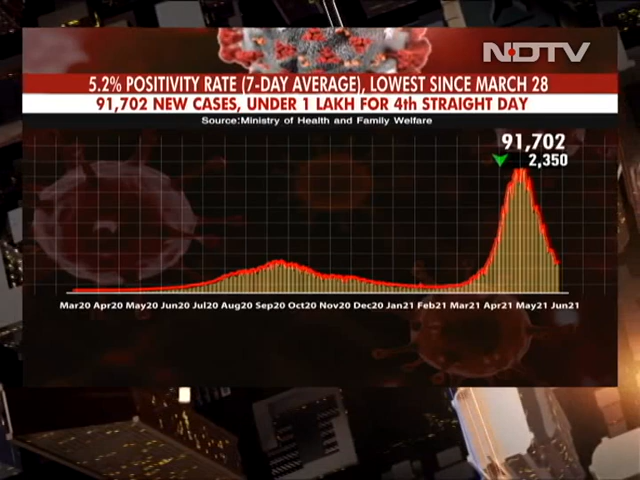 NDTV
5.2% POSITIVITY RATE (7-DAY AVERAGE), LOWEST SINCE MARCH 28
91,702 NEW CASES, UNDER 1 LAKH FOR 4th STRAIGHT DAY
Source:Ministry of Health and Family Welfare
91,702
2,350
Mar20 Apr20 May20 Jun20 Jul20 Aug20 Sep20 Oct20 Nov20 Dec20 Jan21 Feb21 Mar21 Apr21 May21 Jun21